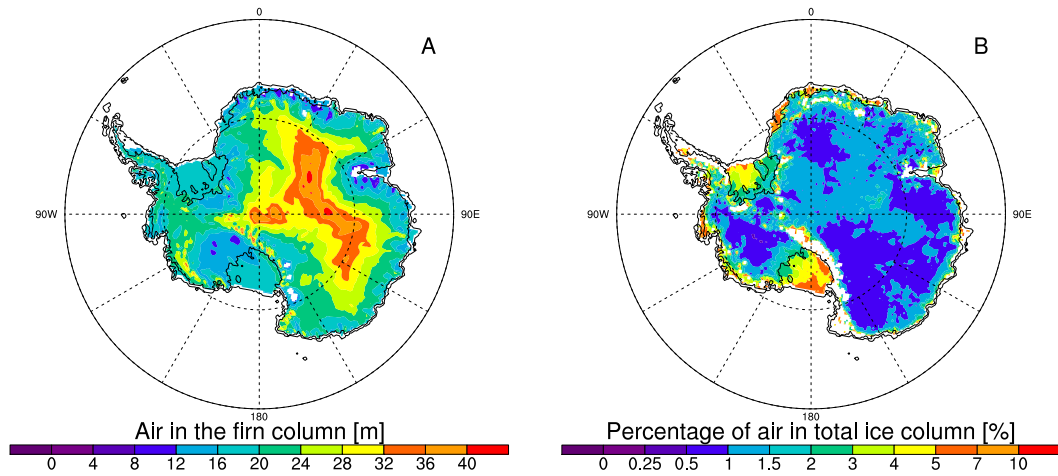 0 0
A B
90W 90E 90W 90E
180 180
Air in the firn column [m] Percentage of air in total ice column [%]
0 4 8 12 16 20 24 28 32 36 40 0 0.25 0.5 1 1.5 2 3 4 5 7 10